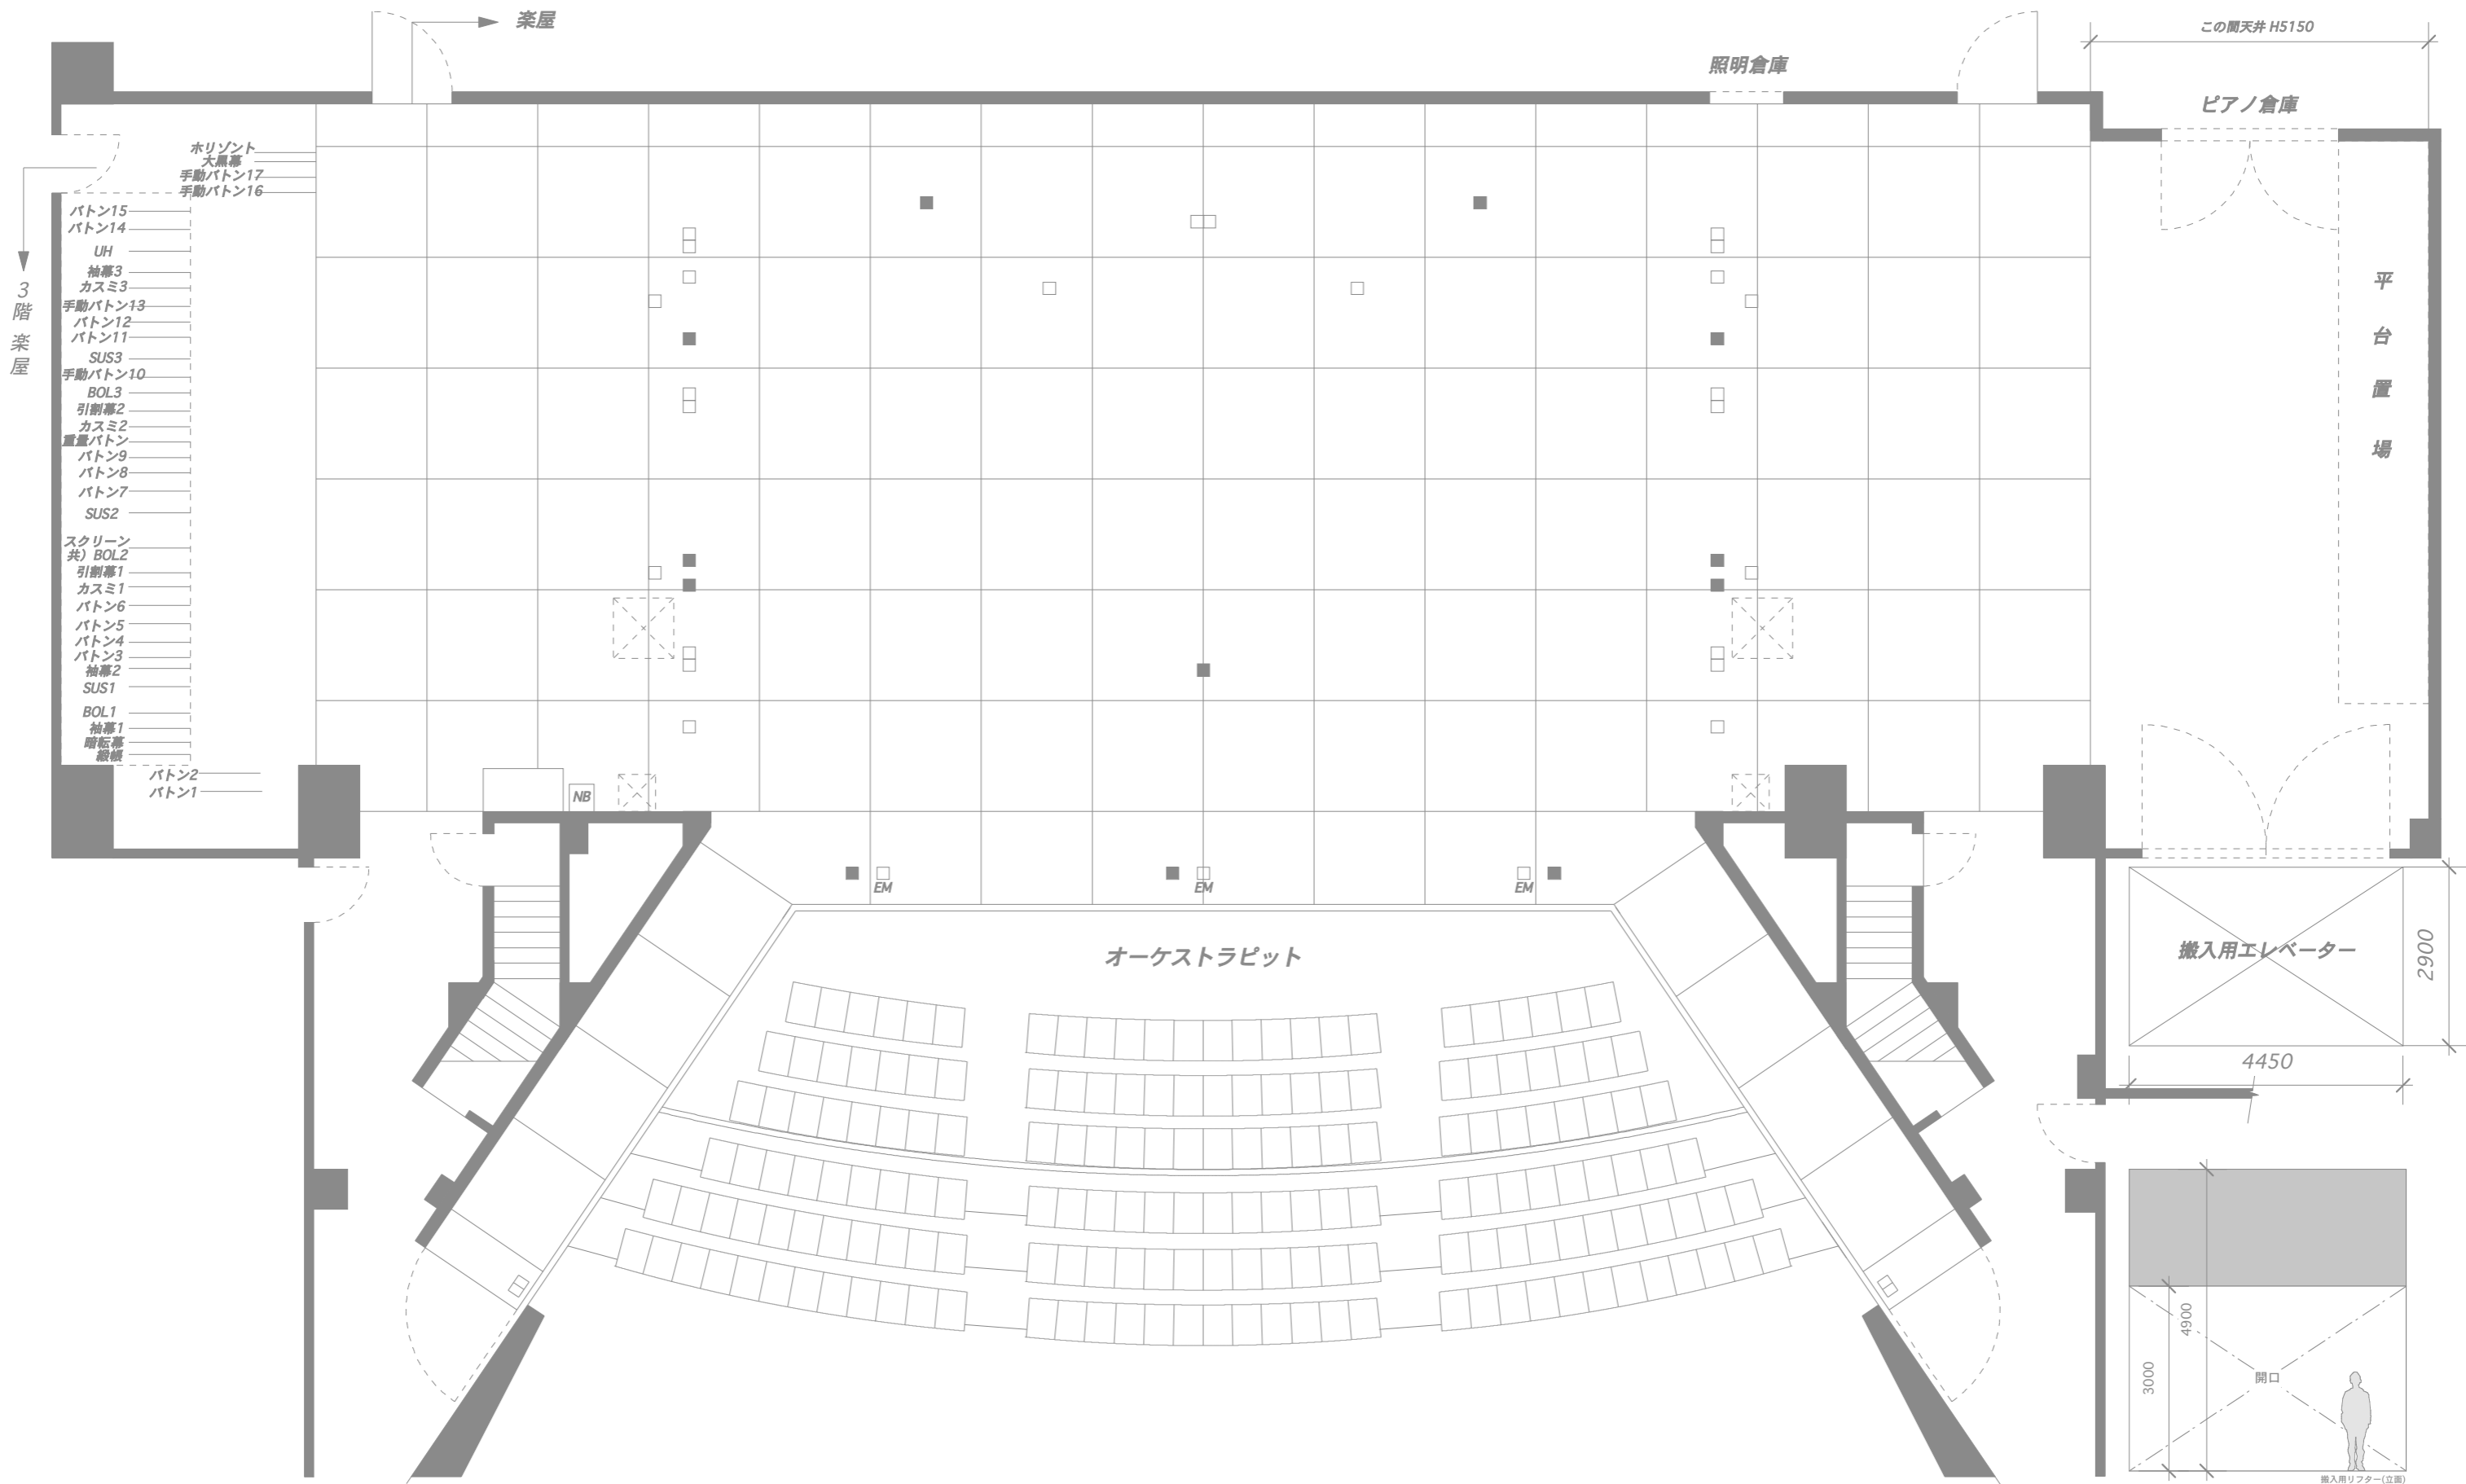 楽屋
この間天井 H5150
照明倉庫
ピアノ倉庫
ホリゾント
大黒幕
手動バトン17
手動バトン16
バトン15
バトン14
UH
袖幕3
カスミ3
手動バトン13
バトン12
バトン11
SUS3
手動バトン10
BOL3
引割幕2
カスミ2
重量バトン
バトン9
バトン8
バトン7
SUS2
スクリーン
共）BOL2
引割幕1
カスミ1
バトン6
バトン5
バトン4
バトン3
袖幕2
SUS1
BOL1
袖幕1
暗転幕
緞帳
バトン2
バトン1
3階 楽屋
平台置場
NB
EM
EM
EM
オーケストラピット
搬入用エレベーター
2900
4450
4900
3000
開口
搬入用リフター(立面)